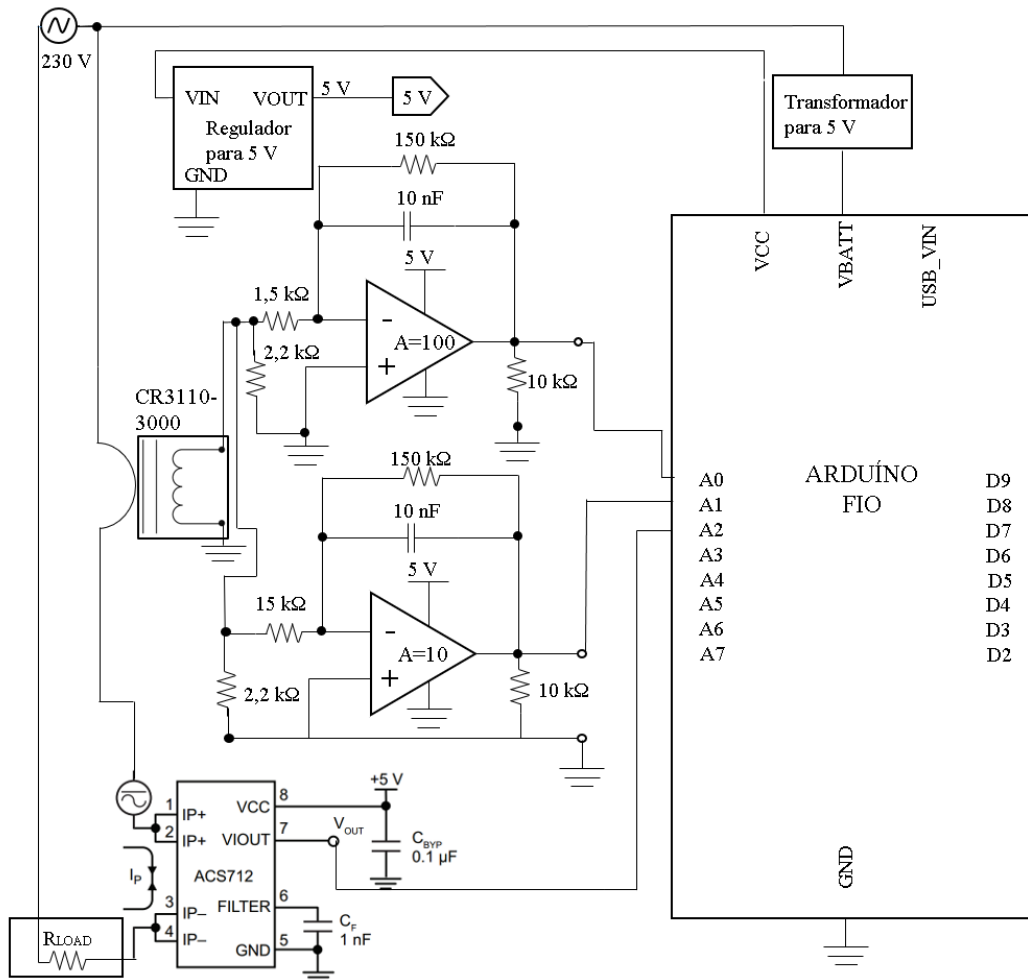 230 V
VIN
VOUT
Regulador
para 5 V
GND
5 V
5 V
Transformador
para 5 V
150 kΩ
10 nF
5 V
1,5 kΩ
-
A=100
+
2,2 kΩ
10 kΩ
CR3110-
3000
150 kΩ
10 nF
5 V
15 kΩ
-
A=10
+
2,2 kΩ
10 kΩ
VCC
VBATT
USB_VIN
ARDUÍNO
FIO
A0
A1
A2
A3
A4
A5
A6
A7
D9
D8
D7
D6
D5
D4
D3
D2
GND
+5 V
1
IP+
2
IP+
VCC
8
VIOUT
7
VOUT
CBYP
0.1 µF
ACS712
IP
FILTER
6
3
IP–
4
IP–
GND
5
CF
1 nF
RLOAD